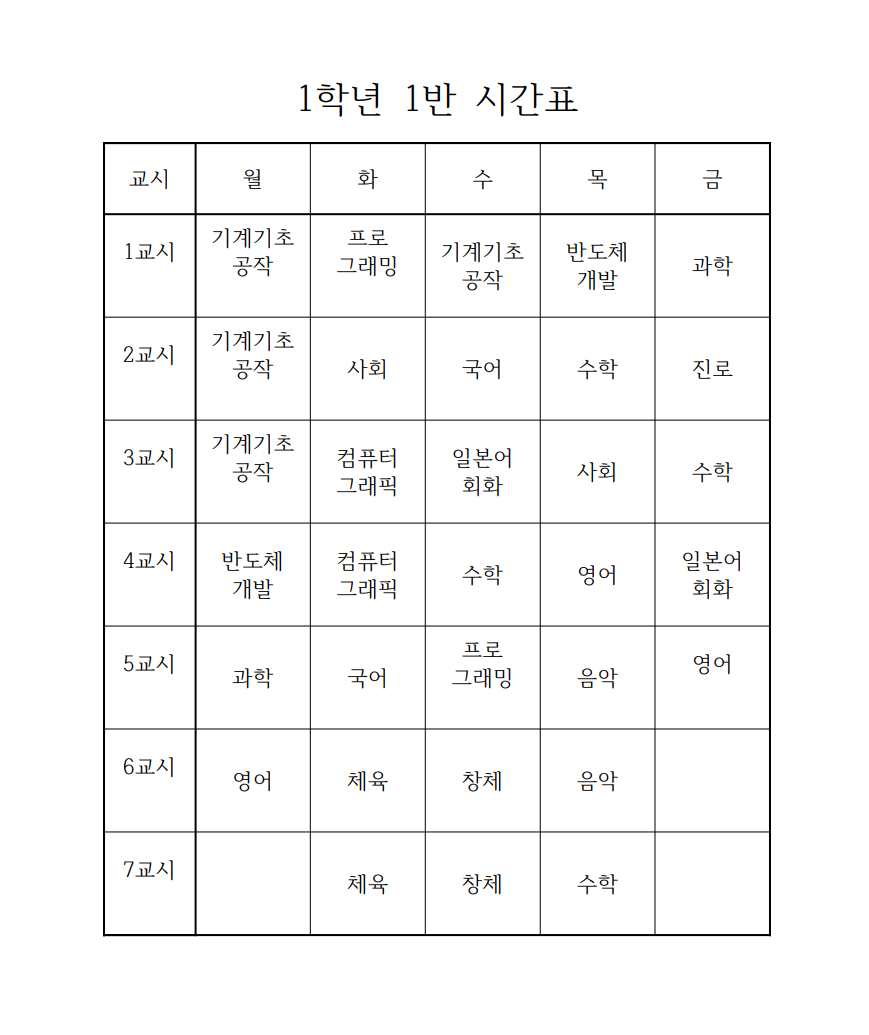 1학년 1반 시간표
교시 월 화 수 목 금
1교시 기계기초 공작 프로 그래밍 기계기초 공작 반도체 개발 과학
2교시 기계기초 공작 사회 국어 수학 진로
3교시 기계기초 공작 컴퓨터 그래픽 일본어 회화 사회 수학
4교시 반도체 개발 컴퓨터 그래픽 수학 영어 일본어 회화
5교시 과학 국어 프로 그래밍 음악 영어
6교시 영어 체육 창체 음악
7교시 체육 창체 수학